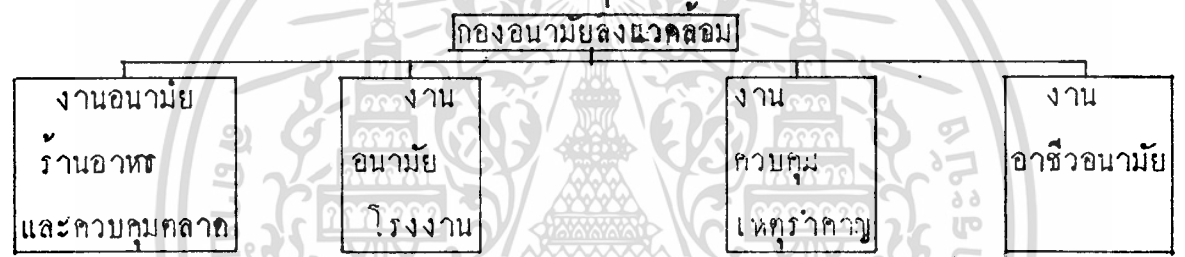 กองอนามัยสิ่งแวดล้อม
งานอนามัย
ร้านอาหาร
และควบคุมตลาด
งาน
อนามัย
โรงงาน
งาน
ควบคุม
เหตุรำคาญ
งาน
อาชีวอนามัย